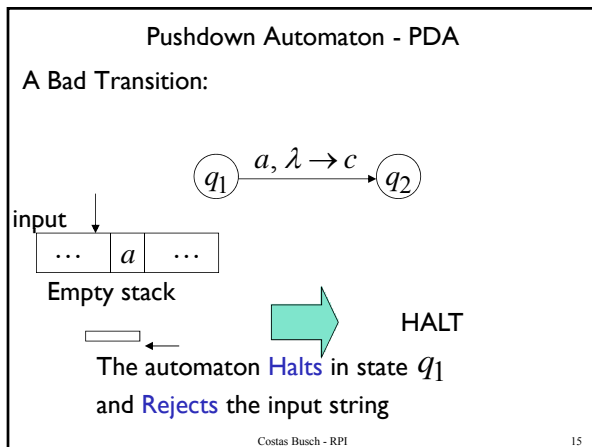 Pushdown Automaton - PDA
A Bad Transition:
a, λ → c
q₁ q₂
input
⋯ a ⋯
Empty stack
HALT
The automaton Halts in state q₁
and Rejects the input string
Costas Busch - RPI 15